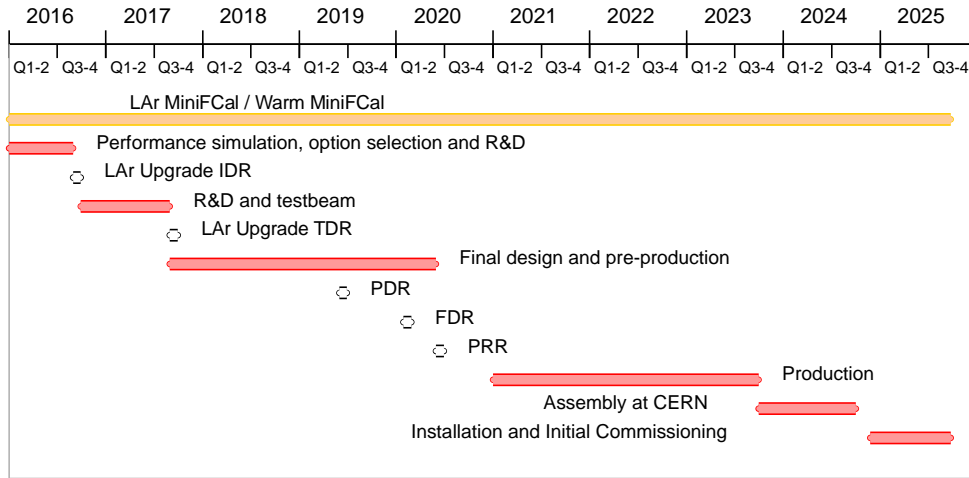 2016 2017 2018 2019 2020 2021 2022 2023 2024 2025
Q1-2 Q3-4 Q1-2 Q3-4 Q1-2 Q3-4 Q1-2 Q3-4 Q1-2 Q3-4 Q1-2 Q3-4 Q1-2 Q3-4 Q1-2 Q3-4 Q1-2 Q3-4 Q1-2 Q3-4
LAr MiniFCal / Warm MiniFCal
Performance simulation, option selection and R&D
LAr Upgrade IDR
R&D and testbeam
LAr Upgrade TDR
Final design and pre-production
PDR
FDR
PRR
Production
Assembly at CERN
Installation and Initial Commissioning